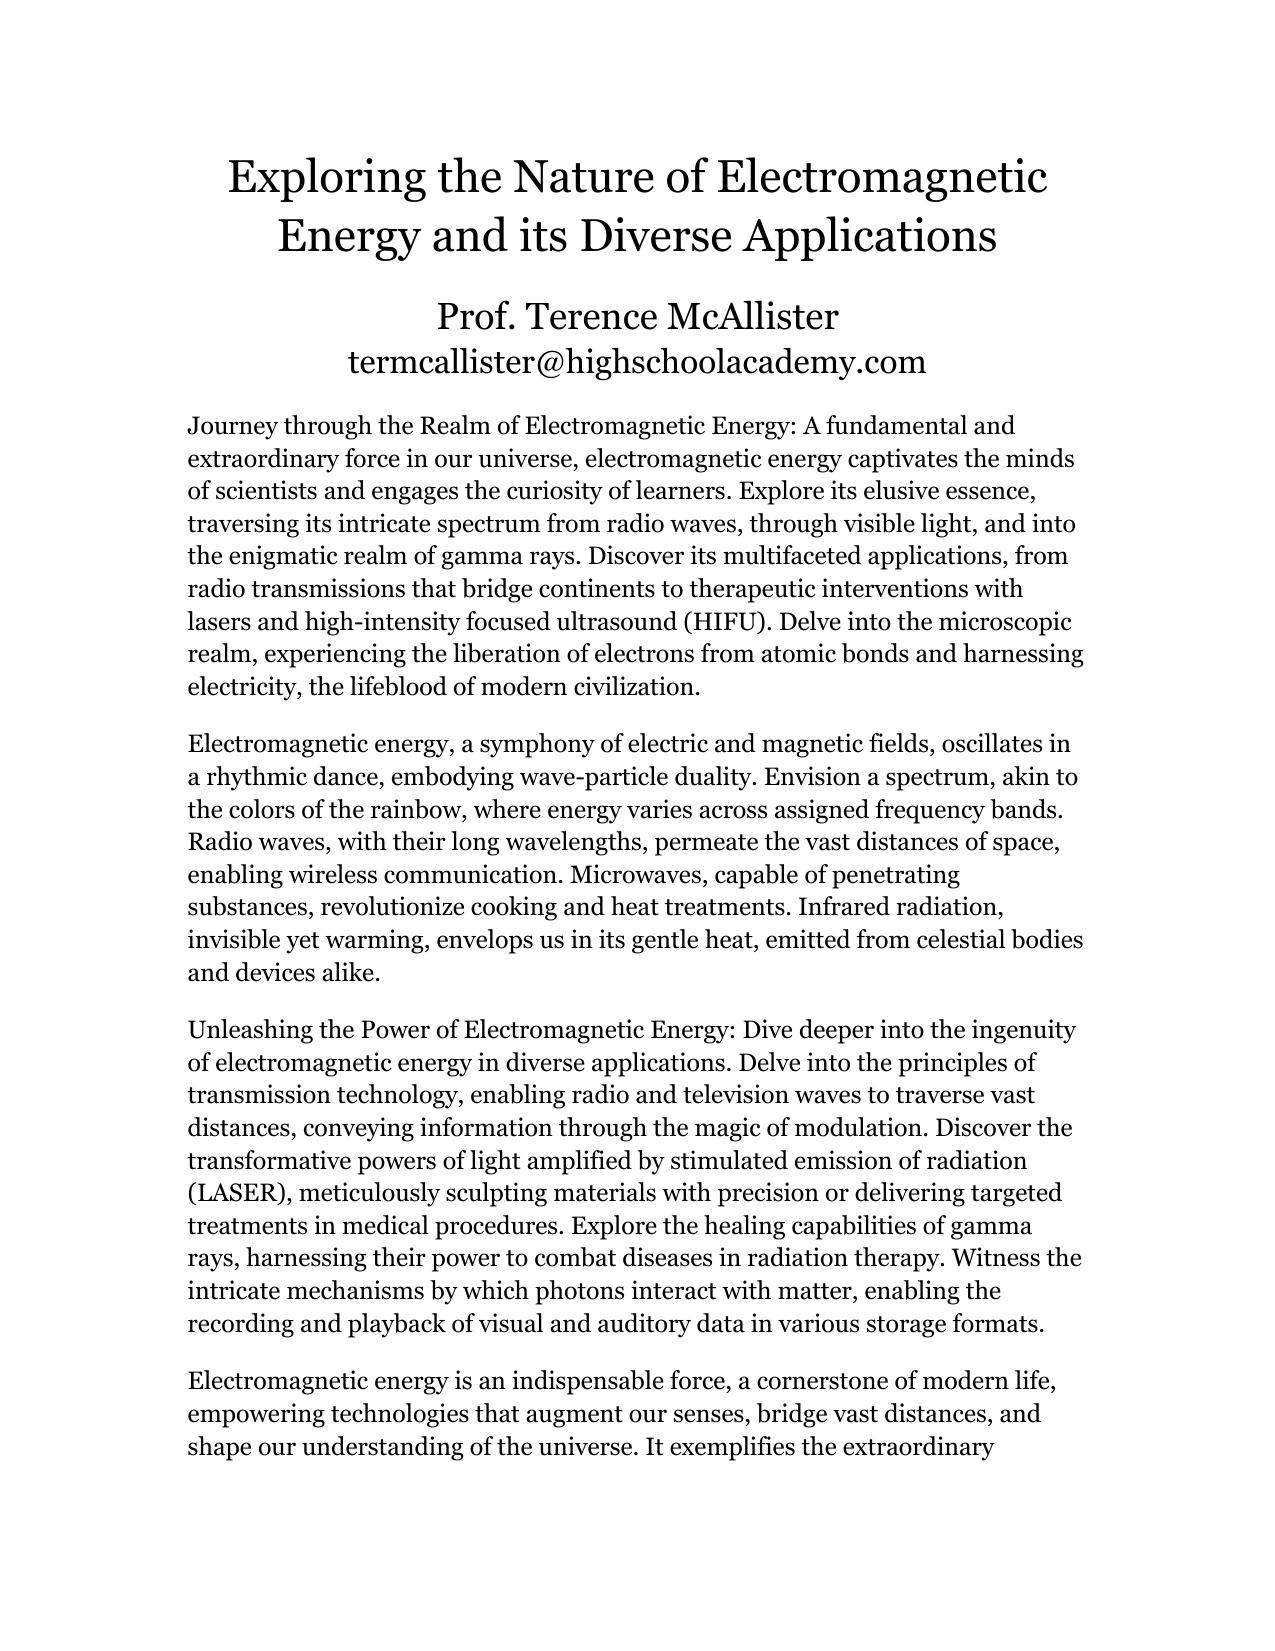 Exploring the Nature of Electromagnetic
Energy and its Diverse Applications
Prof. Terence McAllister
termcallister@highschoolacademy.com
Journey through the Realm of Electromagnetic Energy: A fundamental and
extraordinary force in our universe, electromagnetic energy captivates the minds
of scientists and engages the curiosity of learners. Explore its elusive essence,
traversing its intricate spectrum from radio waves, through visible light, and into
the enigmatic realm of gamma rays. Discover its multifaceted applications, from
radio transmissions that bridge continents to therapeutic interventions with
lasers and high-intensity focused ultrasound (HIFU). Delve into the microscopic
realm, experiencing the liberation of electrons from atomic bonds and harnessing
electricity, the lifeblood of modern civilization.
Electromagnetic energy, a symphony of electric and magnetic fields, oscillates in
a rhythmic dance, embodying wave-particle duality. Envision a spectrum, akin to
the colors of the rainbow, where energy varies across assigned frequency bands.
Radio waves, with their long wavelengths, permeate the vast distances of space,
enabling wireless communication. Microwaves, capable of penetrating
substances, revolutionize cooking and heat treatments. Infrared radiation,
invisible yet warming, envelops us in its gentle heat, emitted from celestial bodies
and devices alike.
Unleashing the Power of Electromagnetic Energy: Dive deeper into the ingenuity
of electromagnetic energy in diverse applications. Delve into the principles of
transmission technology, enabling radio and television waves to traverse vast
distances, conveying information through the magic of modulation. Discover the
transformative powers of light amplified by stimulated emission of radiation
(LASER), meticulously sculpting materials with precision or delivering targeted
treatments in medical procedures. Explore the healing capabilities of gamma
rays, harnessing their power to combat diseases in radiation therapy. Witness the
intricate mechanisms by which photons interact with matter, enabling the
recording and playback of visual and auditory data in various storage formats.
Electromagnetic energy is an indispensable force, a cornerstone of modern life,
empowering technologies that augment our senses, bridge vast distances, and
shape our understanding of the universe. It exemplifies the extraordinary